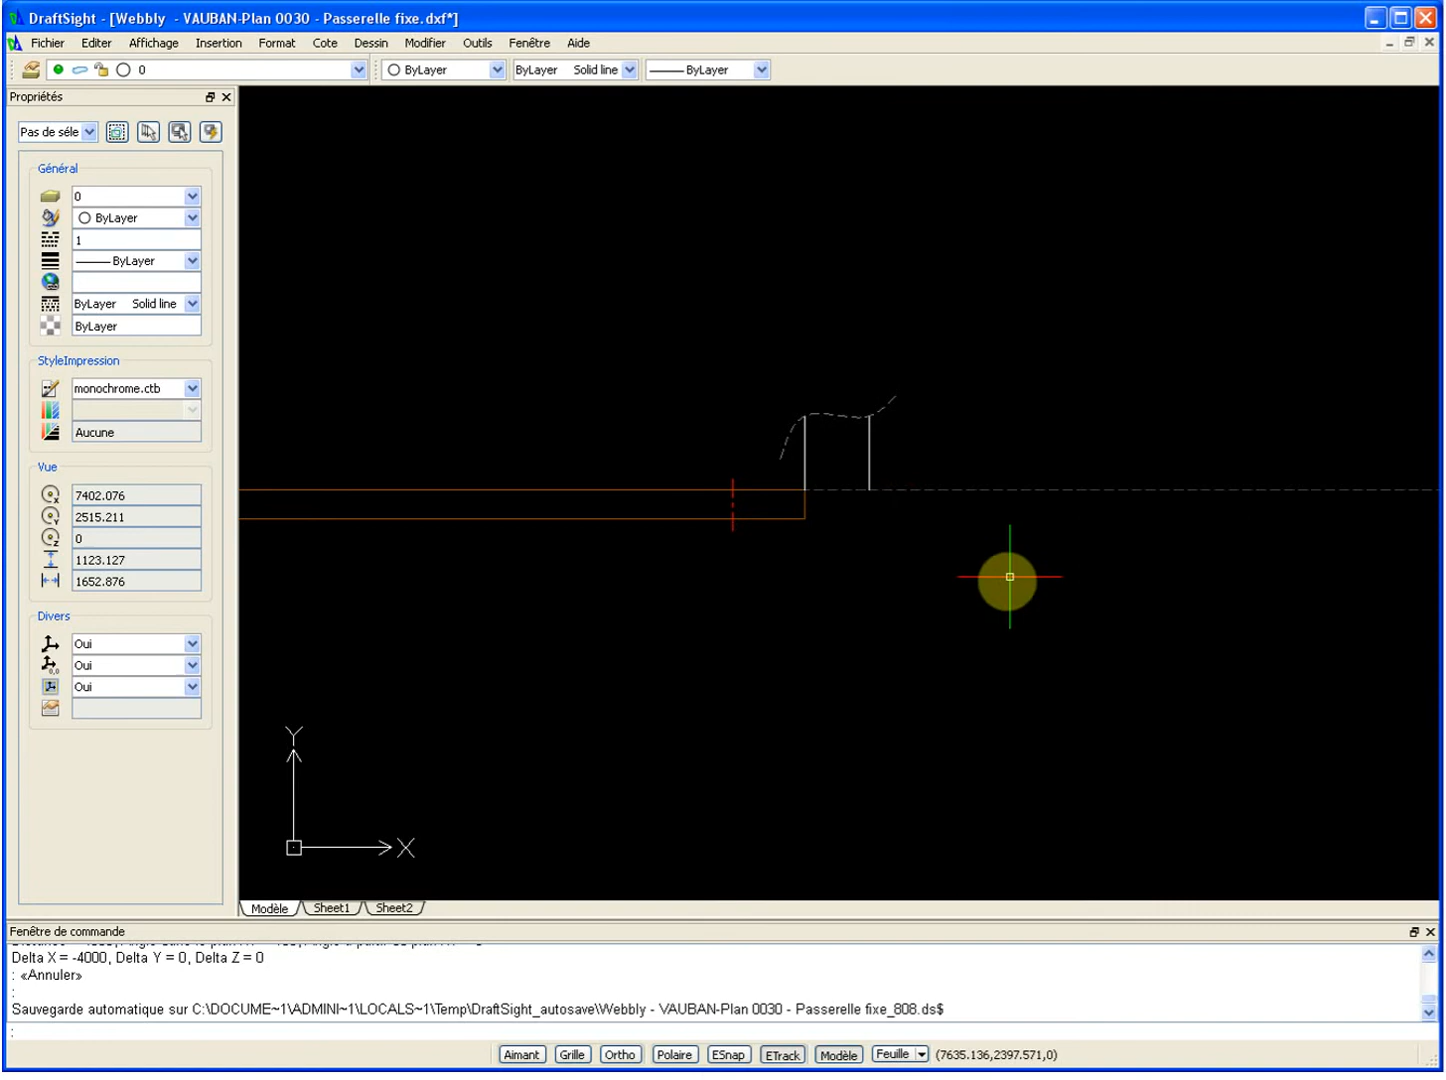 DraftSight - [Webbly - VAUBAN-Plan 0030 - Passerelle fixe.dxf*]
Fichier Editer Affichage Insertion Format Cote Dessin Modifier Outils Fenêtre Aide
0 ByLayer ByLayer Solid line ByLayer
Propriétés
Pas de séle
Général
0
ByLayer
1
ByLayer
ByLayer Solid line
ByLayer
StyleImpression
monochrome.ctb
Aucune
Vue
7402.076
2515.211
0
1123.127
1652.876
Divers
Oui
Oui
Oui
Y
X
Modèle Sheet1 Sheet2
Fenêtre de commande
Delta X = -4000, Delta Y = 0, Delta Z = 0
: «Annuler»
:
Sauvegarde automatique sur C:\DOCUME~1\ADMINI~1\LOCALS~1\Temp\DraftSight_autosave\Webbly - VAUBAN-Plan 0030 - Passerelle fixe_808.ds$
:
Aimant Grille Ortho Polaire ESnap ETrack Modèle Feuille (7635.136,2397.571,0)